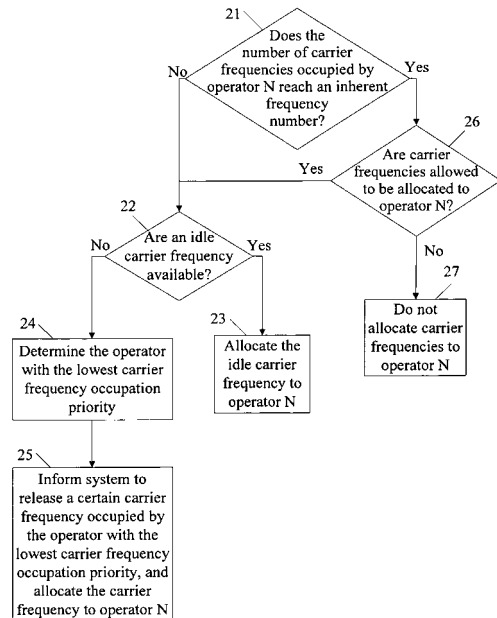 21
Does the
number of carrier
frequencies occupied by
operator N reach an inherent
frequency
number?
No
Yes
26
Are carrier
frequencies allowed
to be allocated to
operator N?
Yes
No
22
Are an idle
carrier frequency
available?
No
Yes
27
Do not
allocate carrier
frequencies to
operator N
24
Determine the operator
with the lowest carrier
frequency occupation
priority
23
Allocate the
idle carrier
frequency to
operator N
25
Inform system to
release a certain carrier
frequency occupied by
the operator with the
lowest carrier frequency
occupation priority, and
allocate the carrier
frequency to operator N